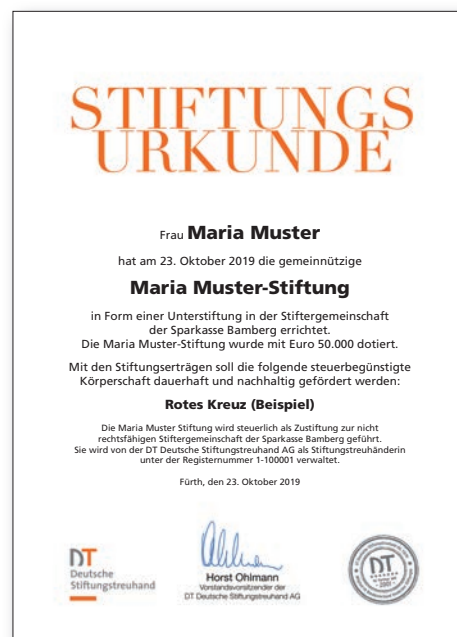 STIFTUNGS
URKUNDE
Frau Maria Muster
hat am 23. Oktober 2019 die gemeinnützige
Maria Muster-Stiftung
in Form einer Unterstiftung in der Stiftergemeinschaft
der Sparkasse Bamberg errichtet.
Die Maria Muster-Stiftung wurde mit Euro 50.000 dotiert.
Mit den Stiftungserträgen soll die folgende steuerbegünstigte
Körperschaft dauerhaft und nachhaltig gefördert werden:
Rotes Kreuz (Beispiel)
Die Maria Muster Stiftung wird steuerlich als Zustiftung zur nicht
rechtsfähigen Stiftergemeinschaft der Sparkasse Bamberg geführt.
Sie wird von der DT Deutsche Stiftungstreuhand AG als Stiftungstreuhänderin
unter der Registernummer 1-100001 verwaltet.
Fürth, den 23. Oktober 2019
DT
Deutsche
Stiftungstreuhand
Horst Ohlmann
Vorstandsvorsitzender der
DT Deutsche Stiftungstreuhand AG
DT